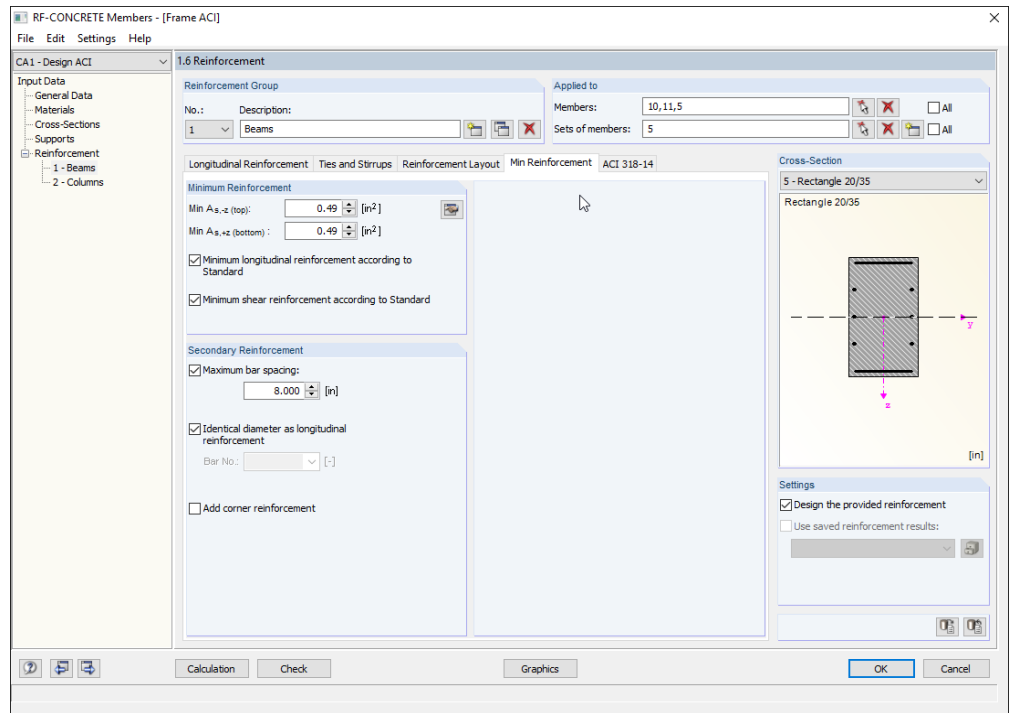 RF-CONCRETE Members - [Frame ACI]
File Edit Settings Help
CA1 - Design ACI
Input Data
General Data
Materials
Cross-Sections
Supports
Reinforcement
1 - Beams
2 - Columns
1.6 Reinforcement
Reinforcement Group
No.: Description:
1 Beams
Applied to
Members: 10,11,5 All
Sets of members: 5 All
Longitudinal Reinforcement Ties and Stirrups Reinforcement Layout Min Reinforcement ACI 318-14
Minimum Reinforcement
Min As,-z (top): 0.49 [in2]
Min As,+z (bottom) : 0.49 [in2]
Minimum longitudinal reinforcement according to
Standard
Minimum shear reinforcement according to Standard
Secondary Reinforcement
Maximum bar spacing:
8.000 [in]
Identical diameter as longitudinal
reinforcement
Bar No.: [-]
Add corner reinforcement
Cross-Section
5 - Rectangle 20/35
Rectangle 20/35
y
z
[in]
Settings
Design the provided reinforcement
Use saved reinforcement results:
Calculation Check Graphics OK Cancel